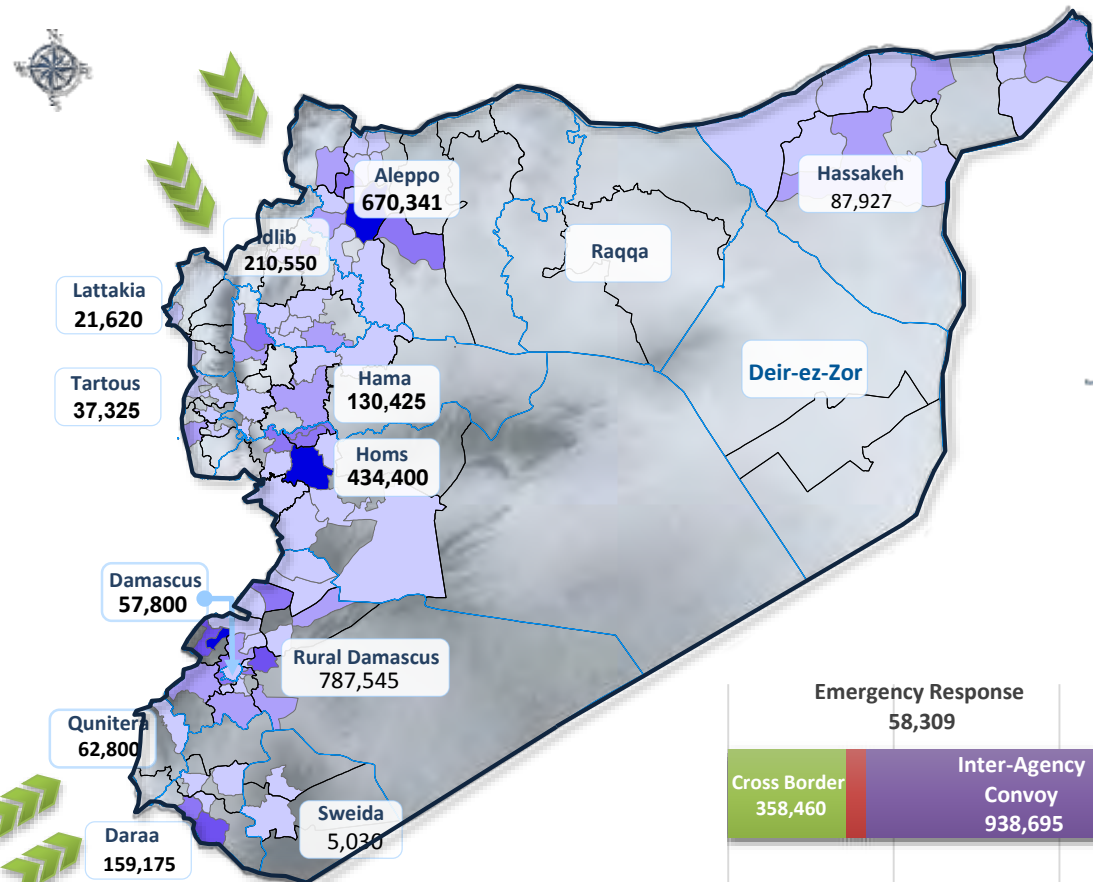 Aleppo
670,341
Hassakeh
87,927
Idlib
210,550
Raqqa
Lattakia
21,620
Deir-ez-Zor
Tartous
37,325
Hama
130,425
Homs
434,400
Damascus
57,800
Rural Damascus
787,545
Qunitera
62,800
Sweida
5,030
Daraa
159,175
Emergency Response
58,309
Cross Border
358,460
Inter-Agency
Convoy
938,695